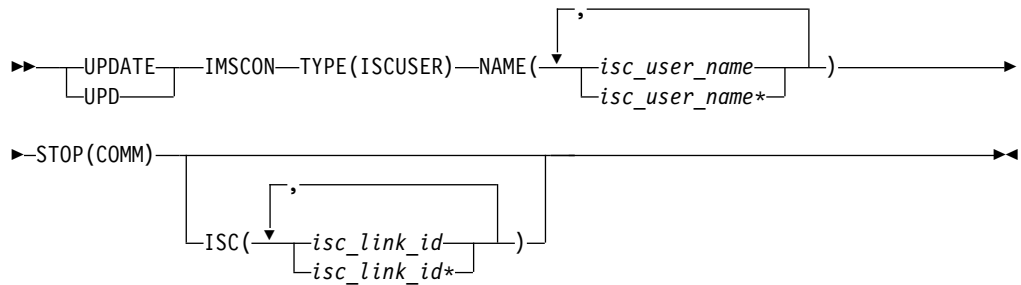 ,
UPDATE IMSCON TYPE(ISCUSER) NAME( isc_user_name )
UPD isc_user_name*
STOP(COMM)
,
ISC( isc_link_id )
isc_link_id*